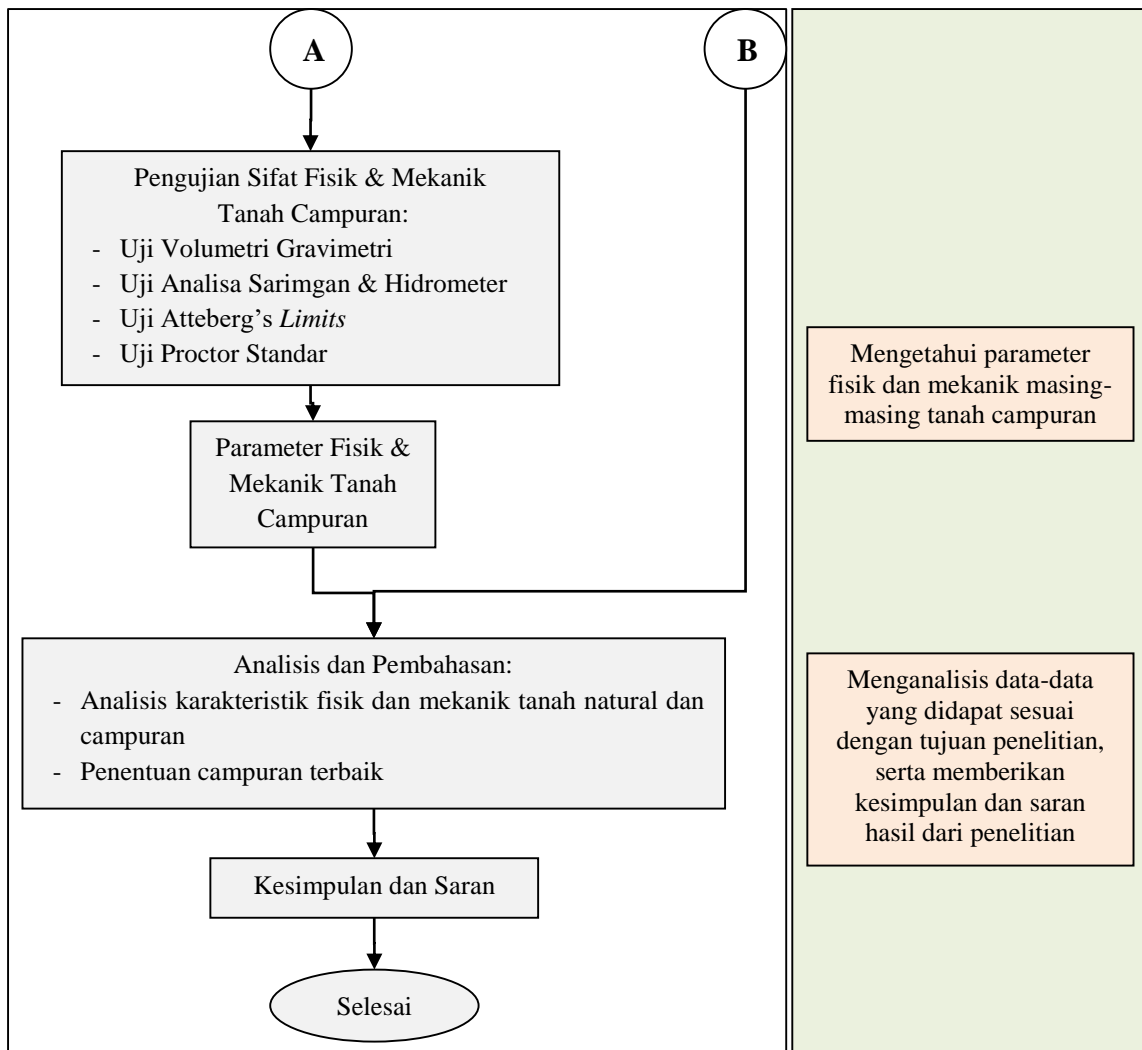 A
B
Pengujian Sifat Fisik & Mekanik
Tanah Campuran:
- Uji Volumetri Gravimetri
- Uji Analisa Sarimgan & Hidrometer
- Uji Atteberg’s Limits
- Uji Proctor Standar
Parameter Fisik &
Mekanik Tanah
Campuran
Analisis dan Pembahasan:
- Analisis karakteristik fisik dan mekanik tanah natural dan
campuran
- Penentuan campuran terbaik
Kesimpulan dan Saran
Selesai
Mengetahui parameter
fisik dan mekanik masing-
masing tanah campuran
Menganalisis data-data
yang didapat sesuai
dengan tujuan penelitian,
serta memberikan
kesimpulan dan saran
hasil dari penelitian